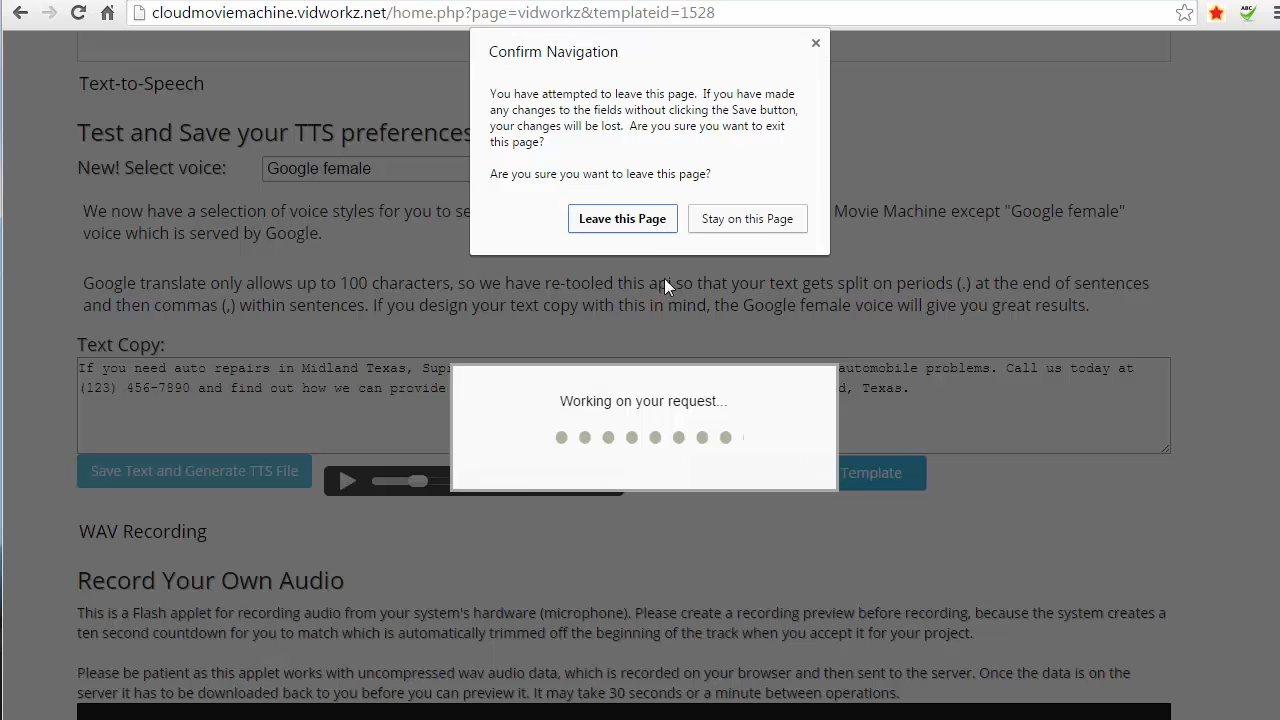 cloudmoviemachine.vidworkz.net/home.php?page=vidworkz&templateid=1528
ABC
Confirm Navigation
You have attempted to leave this page. If you have made
any changes to the fields without clicking the Save button,
your changes will be lost. Are you sure you want to exit
this page?
Are you sure you want to leave this page?
Leave this Page
Stay on this Page
Text-to-Speech
Test and Save your TTS preferences
New! Select voice:
Google female
We now have a selection of voice styles for you to se Movie Machine except "Google female"
voice which is served by Google.
Google translate only allows up to 100 characters, so we have re-tooled this api so that your text gets split on periods (.) at the end of sentences
and then commas (,) within sentences. If you design your text copy with this in mind, the Google female voice will give you great results.
Text Copy:
If you need auto repairs in Midland Texas, Sup automobile problems. Call us today at
(123) 456-7890 and find out how we can provide d, Texas.
Working on your request...
Save Text and Generate TTS File
Template
WAV Recording
Record Your Own Audio
This is a Flash applet for recording audio from your system's hardware (microphone). Please create a recording preview before recording, because the system creates a
ten second countdown for you to match which is automatically trimmed off the beginning of the track when you accept it for your project.
Please be patient as this applet works with uncompressed wav audio data, which is recorded on your browser and then sent to the server. Once the data is on the
server it has to be downloaded back to you before you can preview it. It may take 30 seconds or a minute between operations.